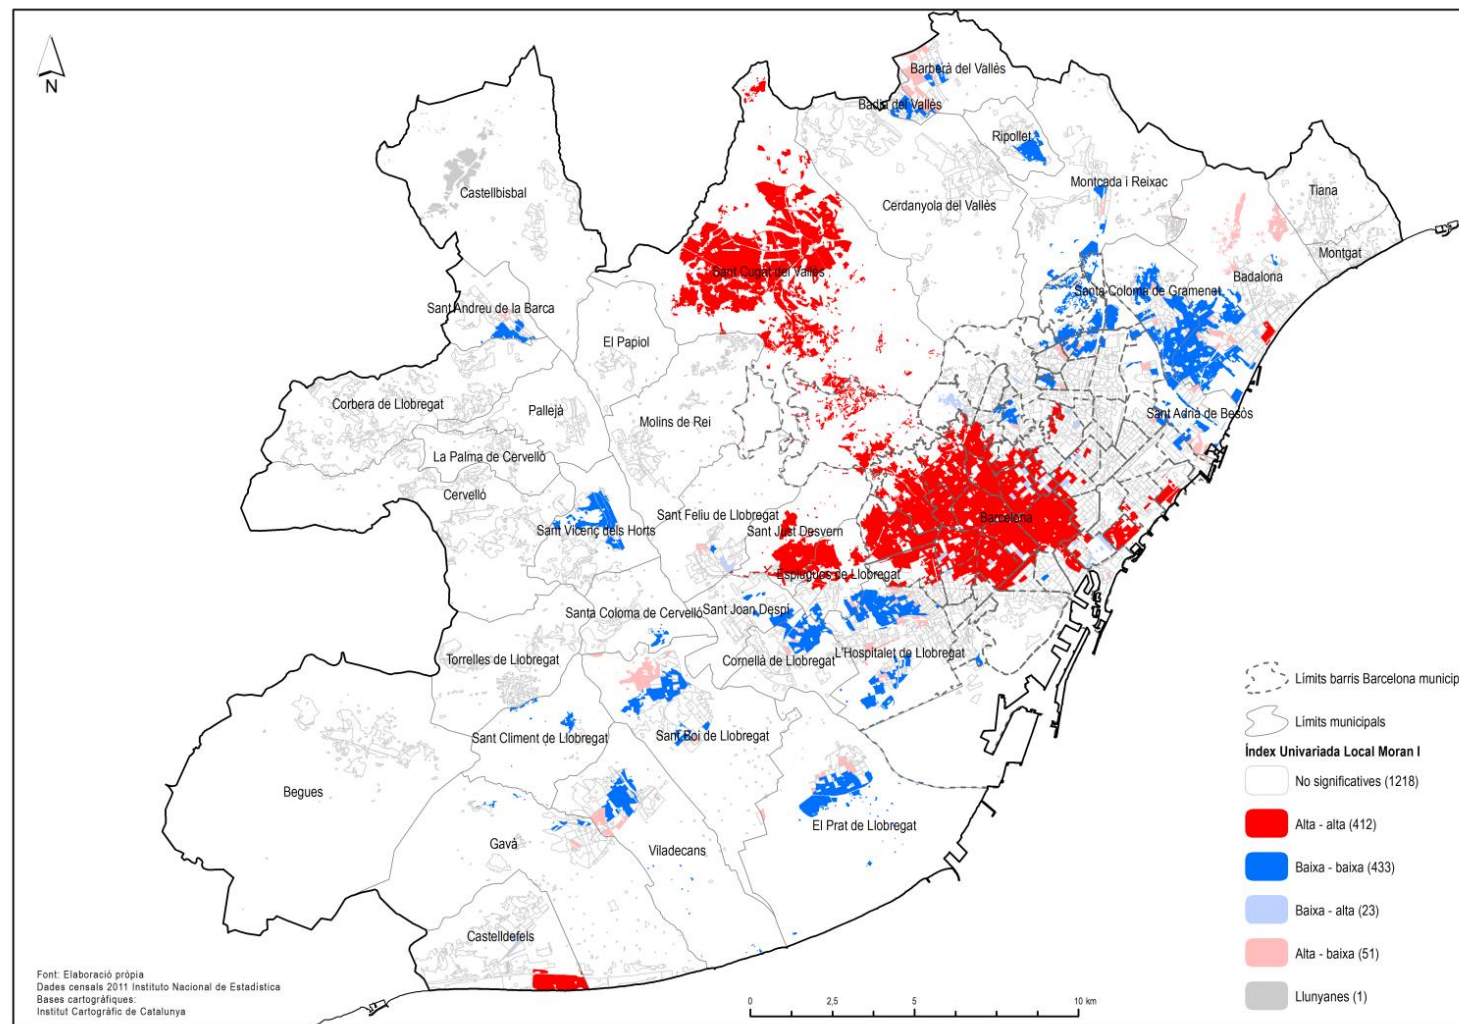 N
Barberà del Vallès
Badia del Vallès
Ripollet
Montcada i Reixac
Tiana
Castellbisbal
Cerdanyola del Vallès
Montgat
Sant Cugat del Vallès
Badalona
Santa Coloma de Gramenet
Sant Andreu de la Barca
El Papiol
Corbera de Llobregat
Pallejà
Molins de Rei
Sant Adrià de Besòs
La Palma de Cervelló
Cervelló
Sant Feliu de Llobregat
Barcelona
Sant Vicenç dels Horts
Sant Just Desvern
Esplugues de Llobregat
Santa Coloma de Cervelló
Sant Joan Despí
Torrelles de Llobregat
Cornellà de Llobregat
L'Hospitalet de Llobregat
Sant Climent de Llobregat
Sant Boi de Llobregat
Begues
El Prat de Llobregat
Gavà
Viladecans
Castelldefels
Límits barris Barcelona municip
Límits municipals
Índex Univariada Local Moran I
No significatives (1218)
Alta - alta (412)
Baixa - baixa (433)
Baixa - alta (23)
Alta - baixa (51)
Llunyanes (1)
Font: Elaboració pròpia
Dades censals 2011 Instituto Nacional de Estadística
Bases cartogràfiques:
Institut Cartogràfic de Catalunya
0 2,5 5 10 km